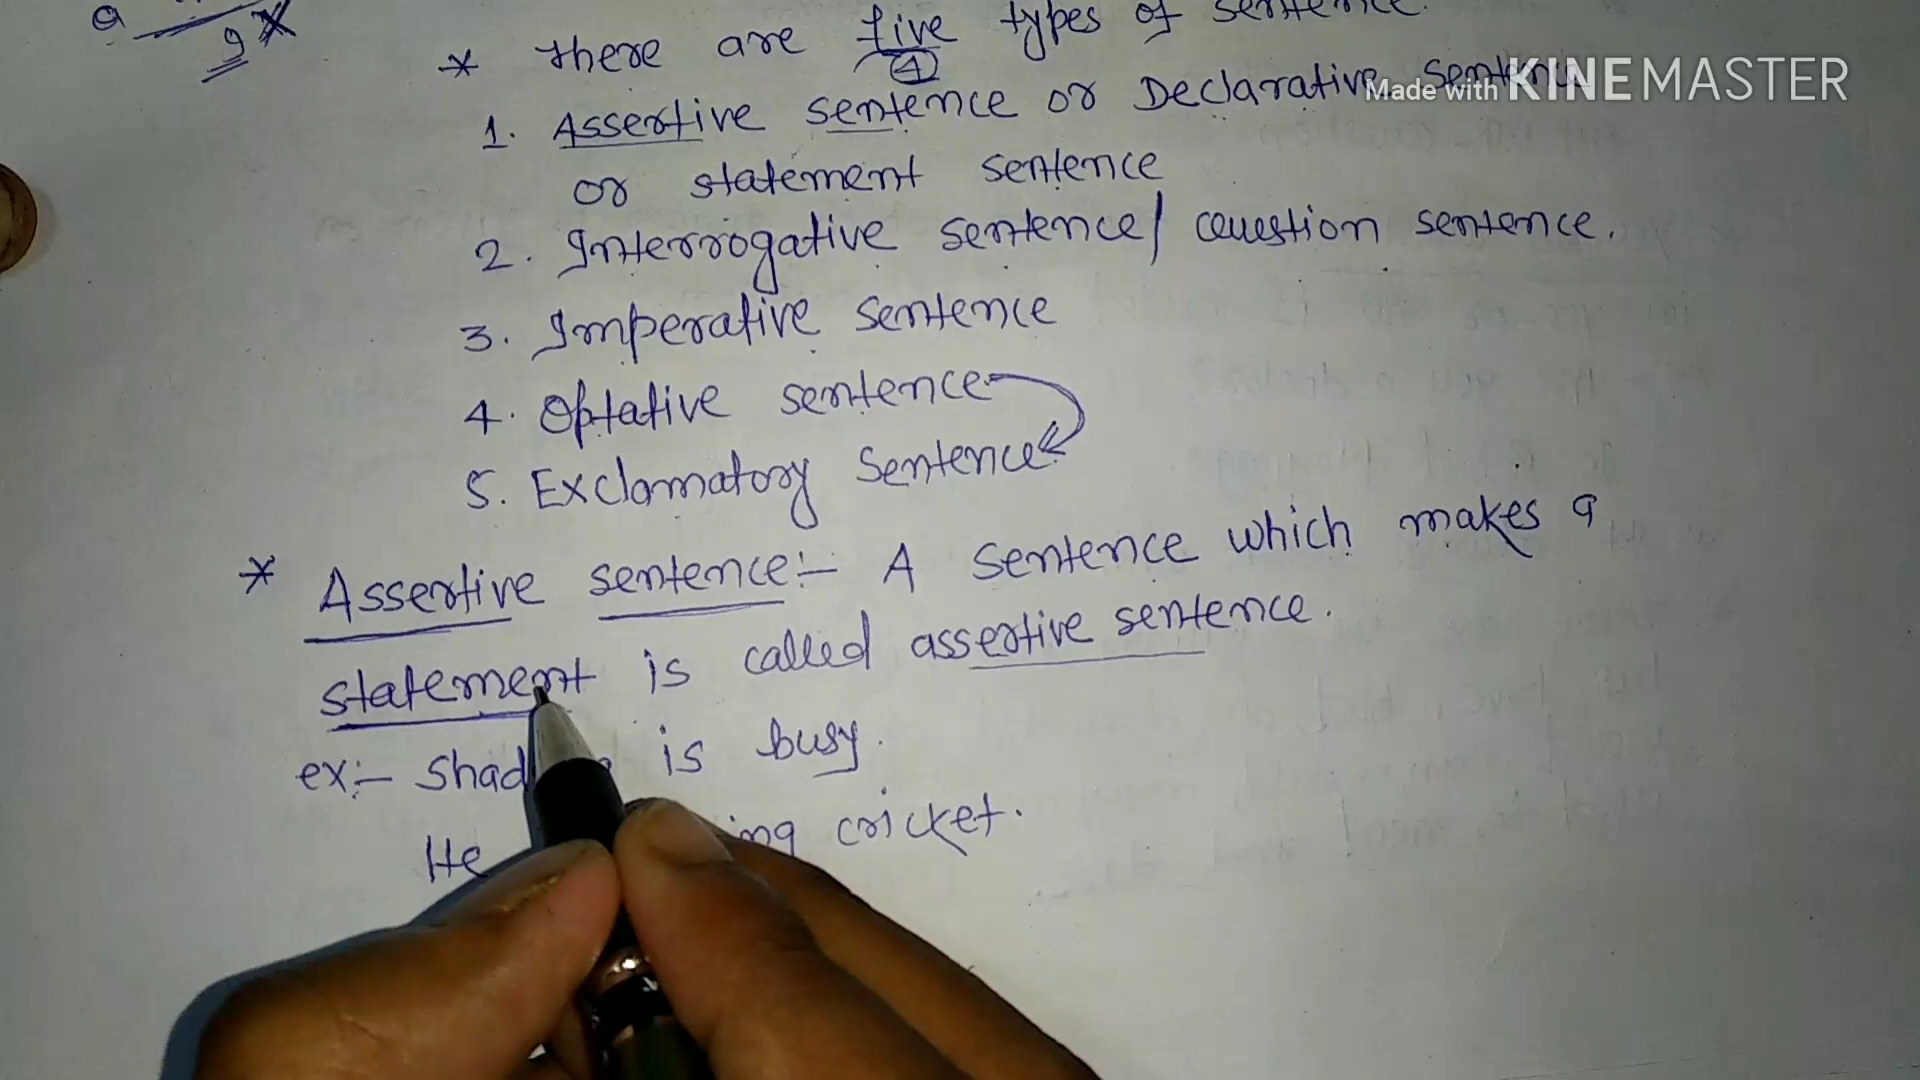 a
g
* There are five types of sentence.
4
1. Assertive sentence or Declarative sentence
Made with KINEMASTER
or statement sentence
2. Interrogative sentence/ Question sentence.
3. Imperative sentence
4. Optative sentence
5. Exclamatory Sentence
* Assertive sentence:- A sentence which makes a
statement is called assertive sentence.
ex:- is busy.
He cricket.